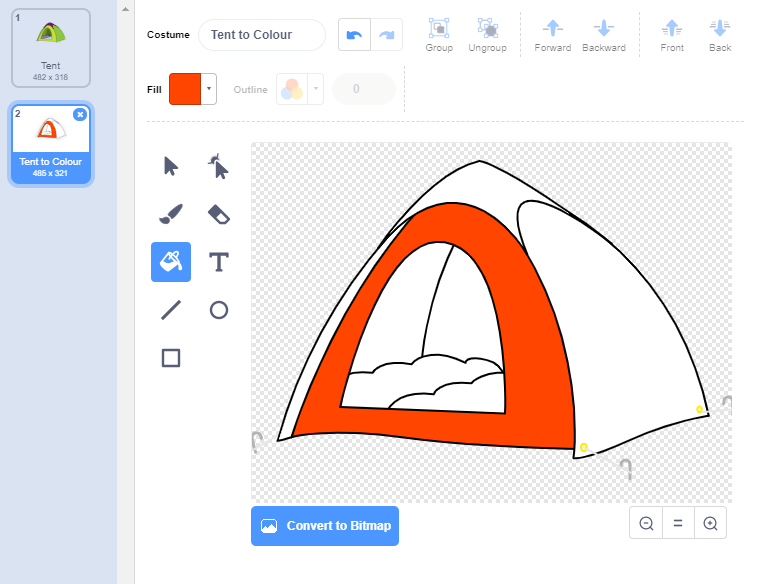 1
Tent
482 x 318
2
Tent to Colour
485 x 321
Costume
Tent to Colour
Group
Ungroup
Forward
Backward
Front
Back
Fill
Outline
0
T
Convert to Bitmap